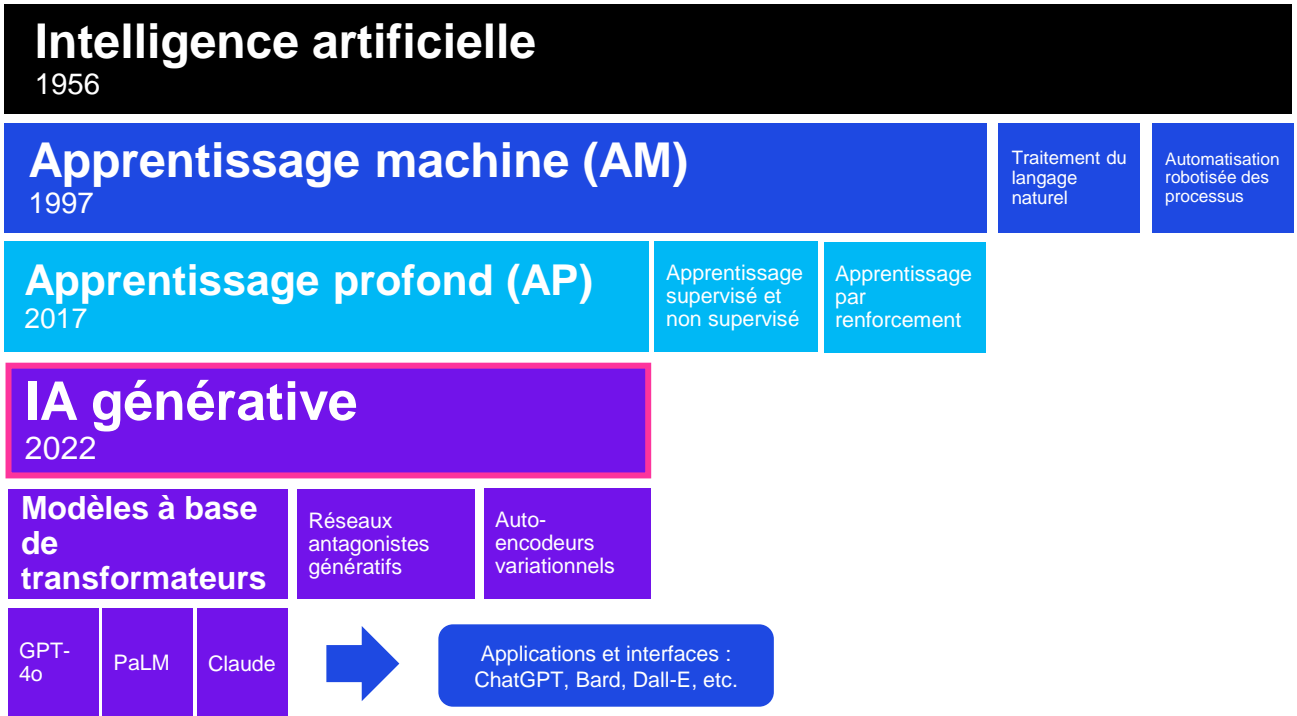 Intelligence artificielle
1956
Apprentissage machine (AM)
1997
Traitement du
langage
naturel
Automatisation
robotisée des
processus
Apprentissage profond (AP)
2017
Apprentissage
supervisé et
non supervisé
Apprentissage
par
renforcement
IA générative
2022
Modèles à base
de
transformateurs
Réseaux
antagonistes
génératifs
Auto-
encodeurs
variationnels
GPT-
4o
PaLM
Claude
Applications et interfaces :
ChatGPT, Bard, Dall-E, etc.